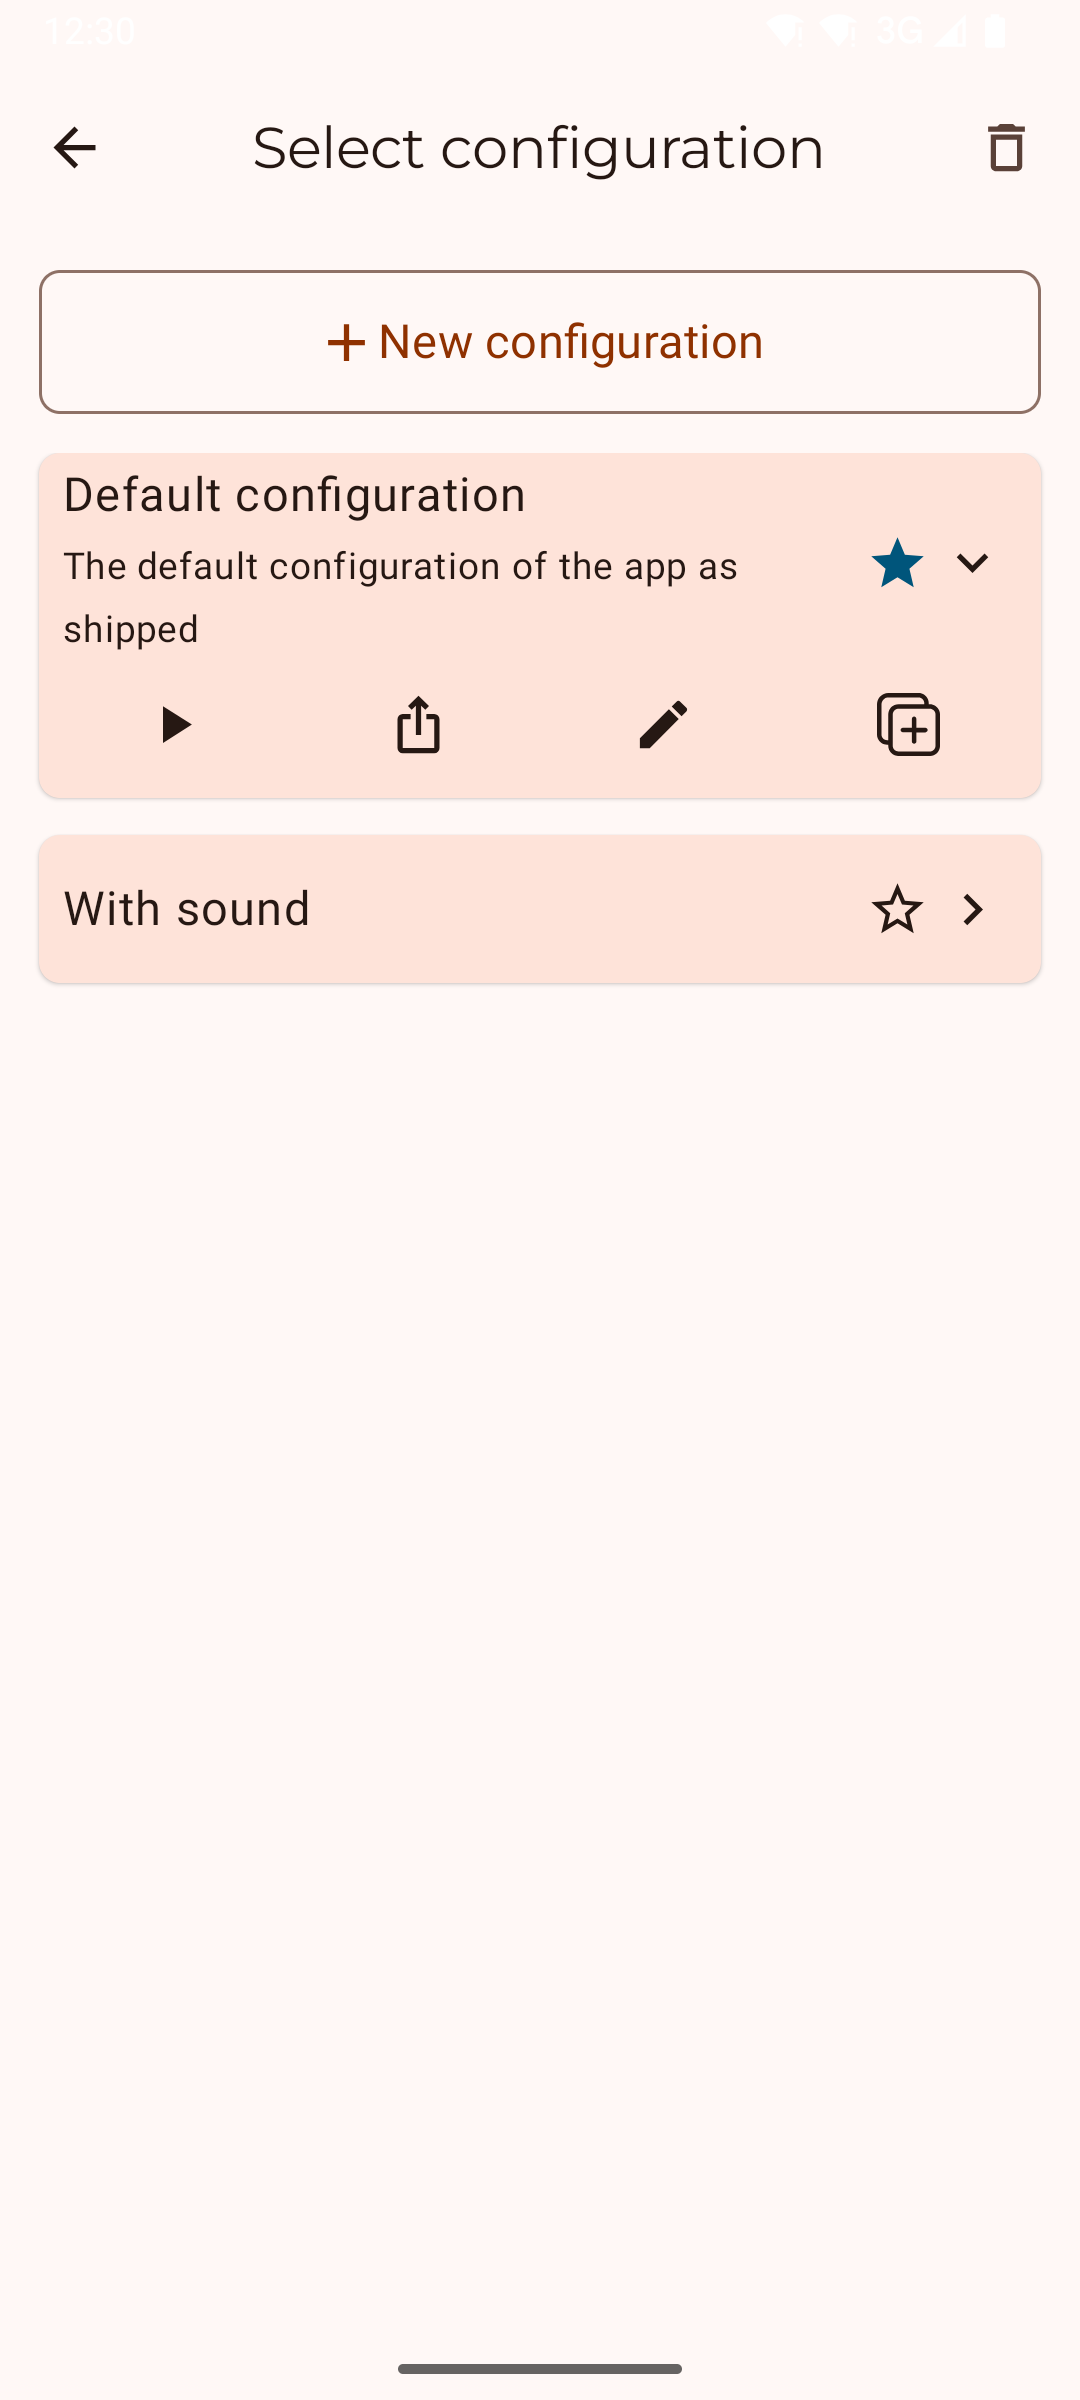 12:30
3G
Select configuration
New configuration
Default configuration
The default configuration of the app as
shipped
With sound